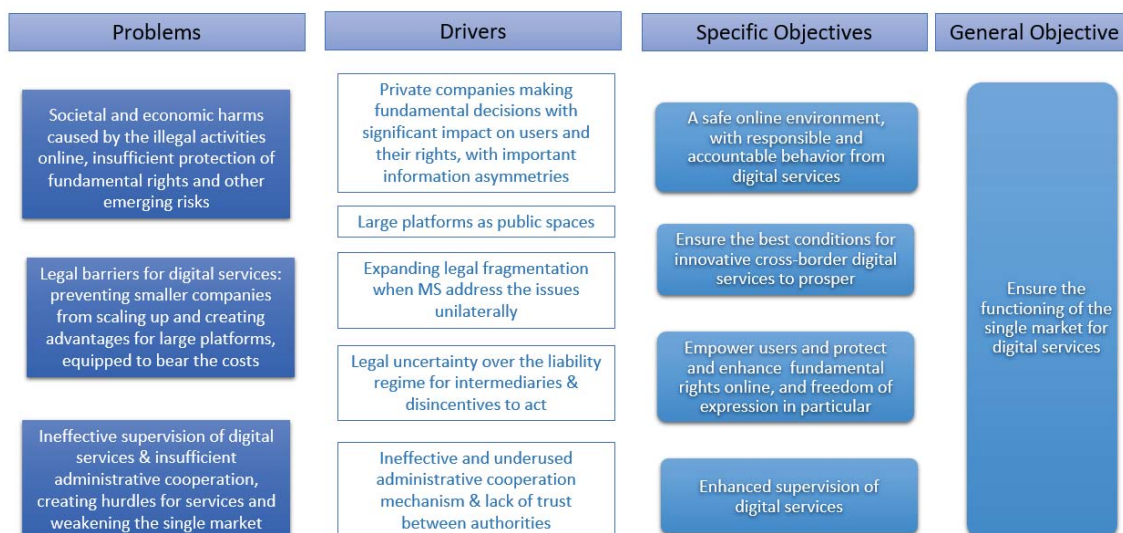 Problems
Societal and economic harms
caused by the illegal activities
online, insufficient protection of
fundamental rights and other
emerging risks
Legal barriers for digital services:
preventing smaller companies
from scaling up and creating
advantages for large platforms,
equipped to bear the costs
Ineffective supervision of digital
services & insufficient
administrative cooperation,
creating hurdles for services and
weakening the single market
Drivers
Private companies making
fundamental decisions with
significant impact on users and
their rights, with important
information asymmetries
Large platforms as public spaces
Expanding legal fragmentation
when MS address the issues
unilaterally
Legal uncertainty over the liability
regime for intermediaries &
disincentives to act
Ineffective and underused
administrative cooperation
mechanism & lack of trust
between authorities
Specific Objectives
A safe online environment,
with responsible and
accountable behavior from
digital services
Ensure the best conditions for
innovative cross-border digital
services to prosper
Empower users and protect
and enhance fundamental
rights online, and freedom of
expression in particular
Enhanced supervision of
digital services
General Objective
Ensure the
functioning of the
single market for
digital services